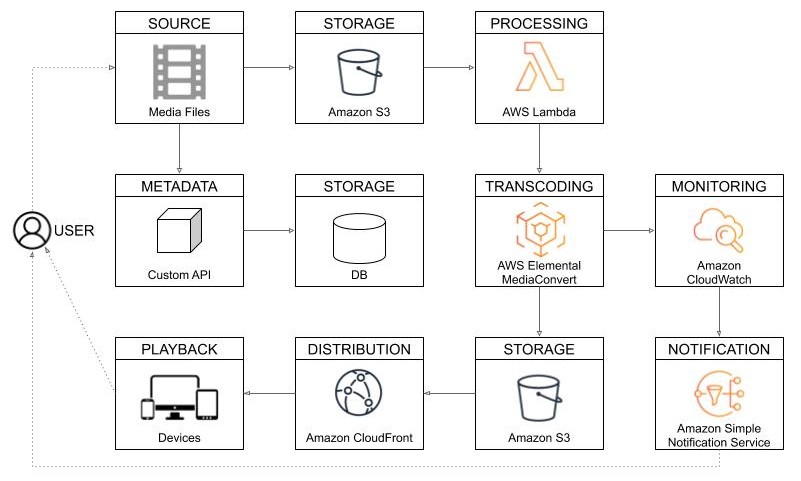 SOURCE
Media Files
STORAGE
Amazon S3
PROCESSING
AWS Lambda
METADATA
Custom API
STORAGE
DB
TRANSCODING
AWS Elemental
MediaConvert
MONITORING
Amazon
CloudWatch
USER
PLAYBACK
Devices
DISTRIBUTION
Amazon CloudFront
STORAGE
Amazon S3
NOTIFICATION
Amazon Simple
Notification Service